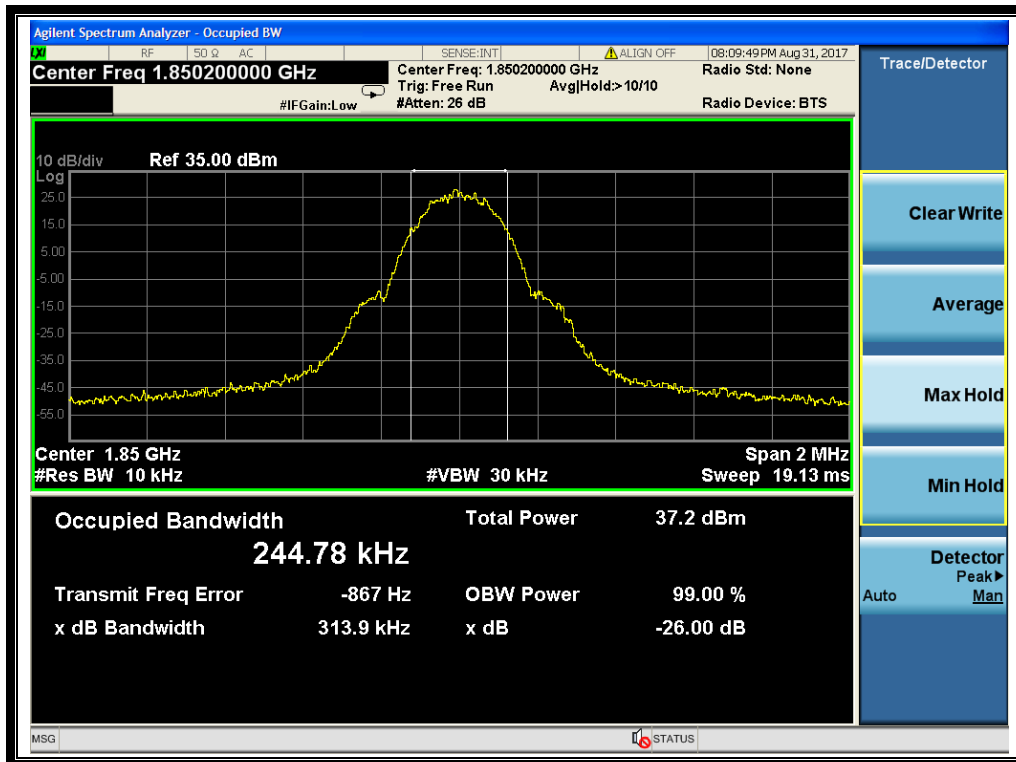 Agilent Spectrum Analyzer - Occupied BW
LXI RF 50 Ω AC SENSE:INT ALIGN OFF 08:09:49 PM Aug 31, 2017
Center Freq 1.850200000 GHz
Center Freq: 1.850200000 GHz
Radio Std: None
Trig: Free Run Avg|Hold:>10/10
#IFGain:Low
#Atten: 26 dB
Radio Device: BTS
10 dB/div Ref 35.00 dBm
Log
25.0
15.0
5.00
-5.00
-15.0
-25.0
-35.0
-45.0
-55.0
Center 1.85 GHz
Span 2 MHz
#Res BW 10 kHz
#VBW 30 kHz
Sweep 19.13 ms
Occupied Bandwidth
Total Power 37.2 dBm
244.78 kHz
Transmit Freq Error -867 Hz
OBW Power 99.00 %
x dB Bandwidth 313.9 kHz
x dB -26.00 dB
Trace/Detector
Clear Write
Average
Max Hold
Min Hold
Detector
Peak▶
Auto Man
MSG
STATUS